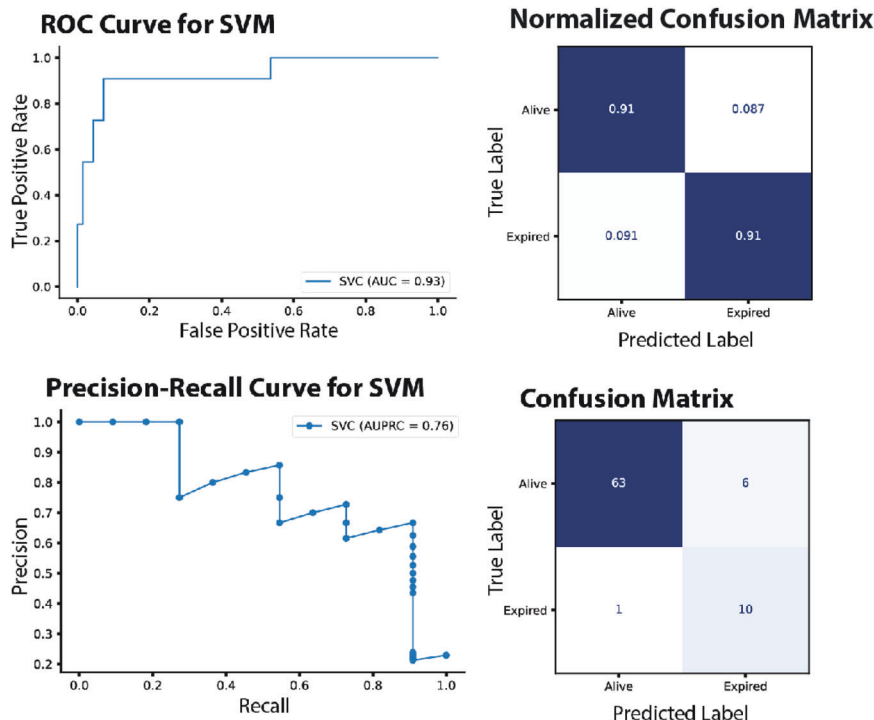 ROC Curve for SVM
1.0
0.8
0.6
0.4
0.2
0.0
True Positive Rate
SVC (AUC = 0.93)
0.0 0.2 0.4 0.6 0.8 1.0
False Positive Rate
Normalized Confusion Matrix
True Label
Alive 0.91 0.087
Expired 0.091 0.91
Alive Expired
Predicted Label
Precision-Recall Curve for SVM
SVC (AUPRC = 0.76)
1.0
0.9
0.8
0.7
0.6
0.5
0.4
0.3
0.2
Precision
0.0 0.2 0.4 0.6 0.8 1.0
Recall
Confusion Matrix
True Label
Alive 63 6
Expired 1 10
Alive Expired
Predicted Label